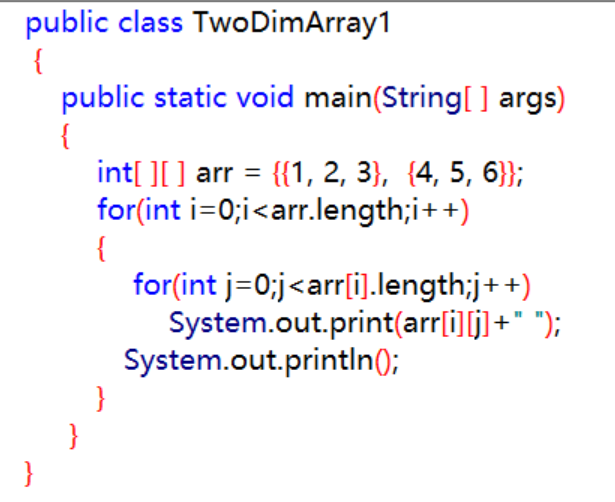 public class TwoDimArray1
{
public static void main(String[ ] args)
{
int[ ][ ] arr = {{1, 2, 3},  {4, 5, 6}};
for(int i=0;i<arr.length;i++)
{
for(int j=0;j<arr[i].length;j++)
System.out.print(arr[i][j]+" ");
System.out.println();
}
}
}